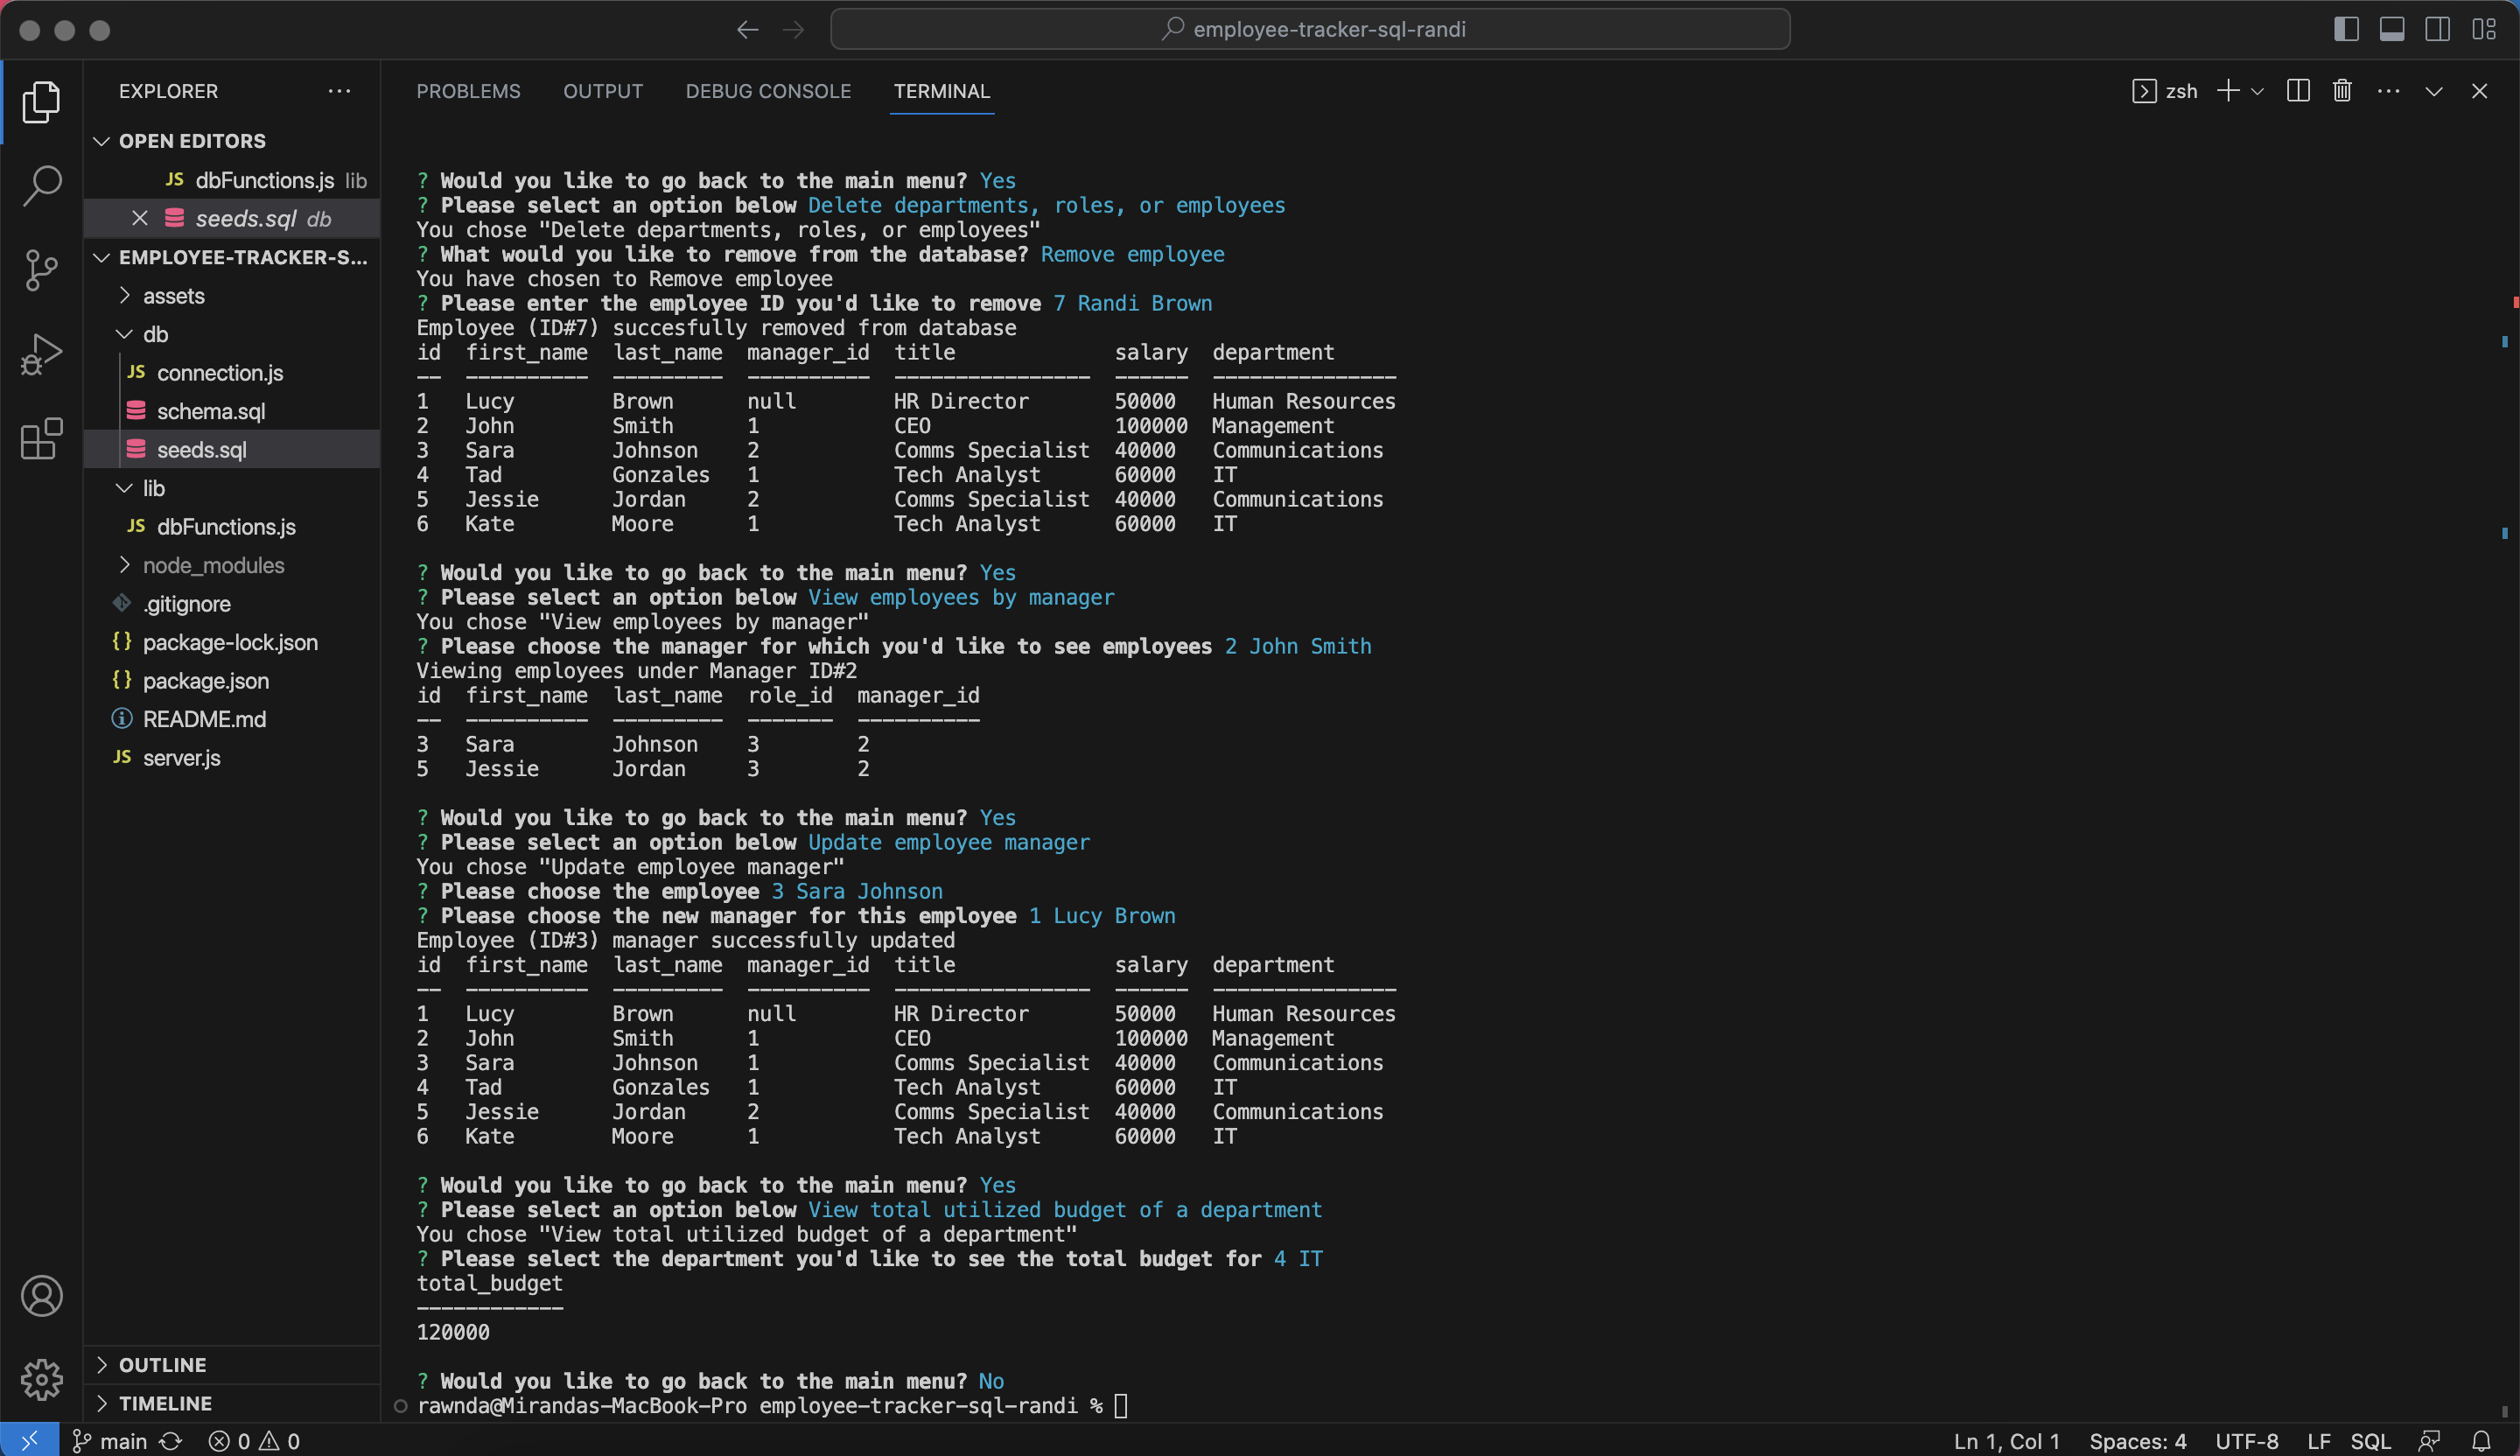 employee-tracker-sql-randi
EXPLORER
OPEN EDITORS
JS dbFunctions.js lib
seeds.sql db
EMPLOYEE-TRACKER-S...
assets
db
JS connection.js
schema.sql
seeds.sql
lib
JS dbFunctions.js
node_modules
.gitignore
{} package-lock.json
{} package.json
README.md
JS server.js
OUTLINE
TIMELINE
PROBLEMS OUTPUT DEBUG CONSOLE TERMINAL
zsh
? Would you like to go back to the main menu? Yes
? Please select an option below Delete departments, roles, or employees
You chose "Delete departments, roles, or employees"
? What would you like to remove from the database? Remove employee
You have chosen to Remove employee
? Please enter the employee ID you'd like to remove 7 Randi Brown
Employee (ID#7) succesfully removed from database
id first_name last_name manager_id title salary department
-- ---------- --------- ---------- ---------------- ------ ---------------
1 Lucy Brown null HR Director 50000 Human Resources
2 John Smith 1 CEO 100000 Management
3 Sara Johnson 2 Comms Specialist 40000 Communications
4 Tad Gonzales 1 Tech Analyst 60000 IT
5 Jessie Jordan 2 Comms Specialist 40000 Communications
6 Kate Moore 1 Tech Analyst 60000 IT
? Would you like to go back to the main menu? Yes
? Please select an option below View employees by manager
You chose "View employees by manager"
? Please choose the manager for which you'd like to see employees 2 John Smith
Viewing employees under Manager ID#2
id first_name last_name role_id manager_id
-- ---------- --------- ------- ----------
3 Sara Johnson 3 2
5 Jessie Jordan 3 2
? Would you like to go back to the main menu? Yes
? Please select an option below Update employee manager
You chose "Update employee manager"
? Please choose the employee 3 Sara Johnson
? Please choose the new manager for this employee 1 Lucy Brown
Employee (ID#3) manager successfully updated
id first_name last_name manager_id title salary department
-- ---------- --------- ---------- ---------------- ------ ---------------
1 Lucy Brown null HR Director 50000 Human Resources
2 John Smith 1 CEO 100000 Management
3 Sara Johnson 1 Comms Specialist 40000 Communications
4 Tad Gonzales 1 Tech Analyst 60000 IT
5 Jessie Jordan 2 Comms Specialist 40000 Communications
6 Kate Moore 1 Tech Analyst 60000 IT
? Would you like to go back to the main menu? Yes
? Please select an option below View total utilized budget of a department
You chose "View total utilized budget of a department"
? Please select the department you'd like to see the total budget for 4 IT
total_budget
------------
120000
? Would you like to go back to the main menu? No
rawnda@Mirandas-MacBook-Pro employee-tracker-sql-randi %
main 0 0 Ln 1, Col 1 Spaces: 4 UTF-8 LF SQL